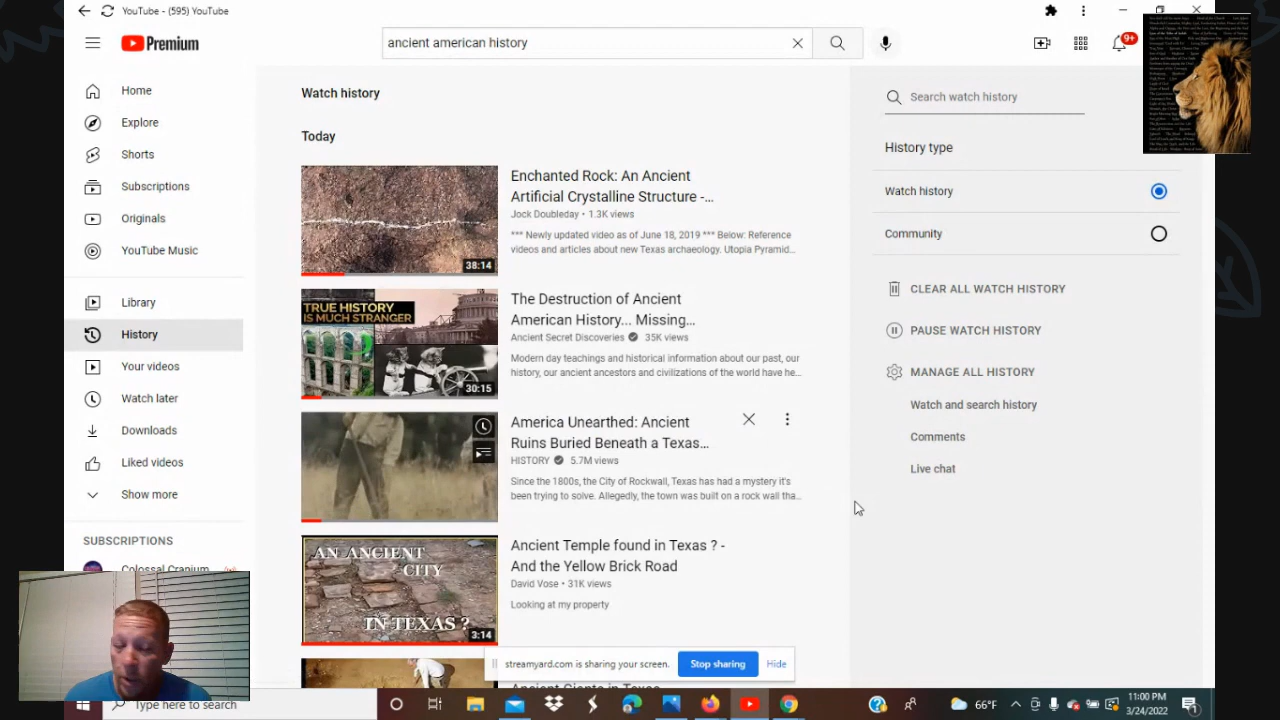 YouTube - (595) YouTube
Premium
ancient american history
9+
Home
Explore
Shorts
Subscriptions
Originals
YouTube Music
Library
History
Your videos
Watch later
Downloads
Liked videos
Show more
SUBSCRIPTIONS
Colossal Cranium
Watch history
Today
38:14
Enchanted Rock: An Ancient
Artificial Crystalline Structure -...
Jock Doubleday • 1.3K views
*** Newly updated video as of June 18, 2019 *** Below: Reference
videos and articles about new Texas archaeology. Utopia Pyramid...
TRUE HISTORY
IS MUCH STRANGER
30:15
The Destruction of Ancient
American History... Missing...
Ancient Secret Discoveries 35K views
Modern day teachings and historical information about our past, our
history, our ancient ancestors and civilizations of the world have he...
America Unearthed: Ancient
Ruins Buried Beneath a Texas...
HISTORY 5.7M views
Since the 1800s, the City of Rockwall, Texas has had a mystery it's
been trying to solve. Allegedly, the town was built on a rock wall tha...
AN ANCIENT
CITY
IN TEXAS ?
3:14
Ancient Temple found in Texas ? -
And the Yellow Brick Road
David Vose • 31K views
Looking at my property
Ancient Giants in Texas
Search watch history
History type
Watch history
Community
CLEAR ALL WATCH HISTORY
PAUSE WATCH HISTORY
MANAGE ALL HISTORY
Watch and search history
Comments
Live chat
streamyard.com is sharing your screen.
Stop sharing
Hide
Type here to search
66°F
11:00 PM
3/24/2022
1